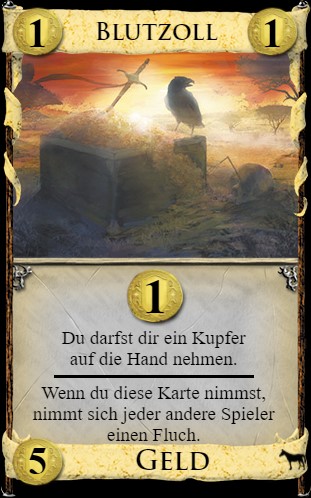 1 BLUTZOLL 1
1
Du darfst dir ein Kupfer
auf die Hand nehmen.
Wenn du diese Karte nimmst,
nimmt sich jeder andere Spieler
einen Fluch.
5 GELD